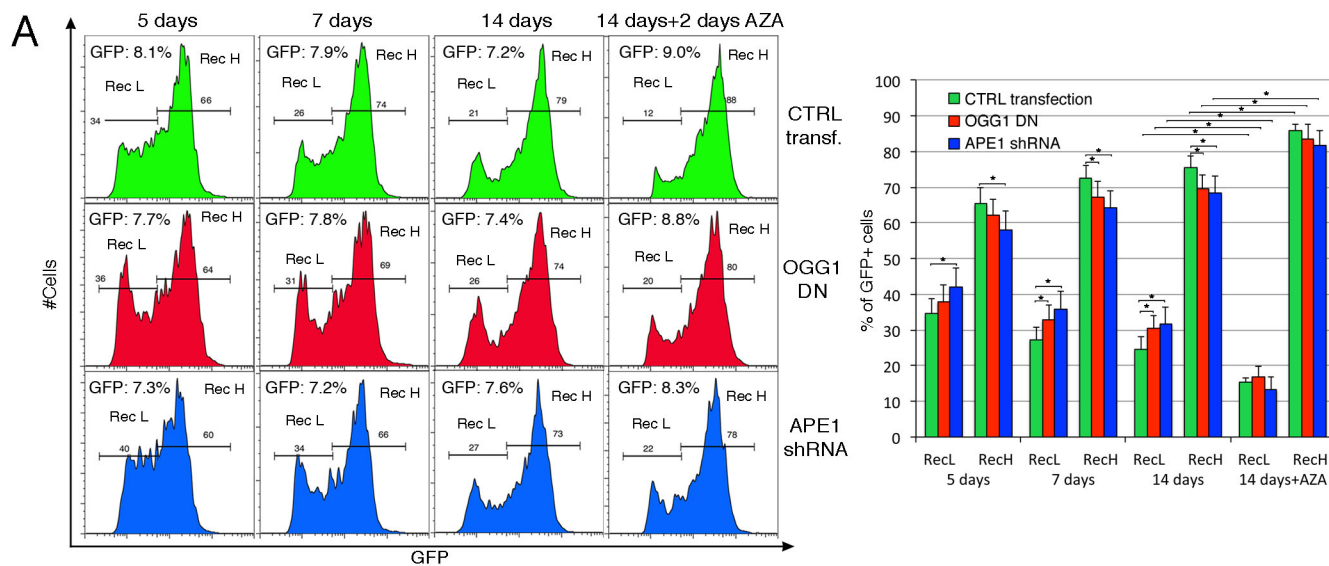 A
5 days 7 days 14 days 14 days+2 days AZA
GFP: 8.1% Rec H Rec L 34 66
GFP: 7.9% Rec H Rec L 26 74
GFP: 7.2% Rec H Rec L 21 79
GFP: 9.0% Rec H Rec L 12 88
CTRL
transf.
GFP: 7.7% Rec H Rec L 36 64
GFP: 7.8% Rec H Rec L 31 69
GFP: 7.4% Rec H Rec L 26 74
GFP: 8.8% Rec H Rec L 20 80
OGG1
DN
GFP: 7.3% Rec H Rec L 40 60
GFP: 7.2% Rec H Rec L 34 66
GFP: 7.6% Rec H Rec L 27 73
GFP: 8.3% Rec H Rec L 22 78
APE1
shRNA
#Cells
GFP
% of GFP+ cells
100
90
80
70
60
50
40
30
20
10
0
CTRL transfection
OGG1 DN
APE1 shRNA
* * * *
* *
* * *
* * *
* * * * *
RecL RecH RecL RecH RecL RecH RecL RecH
5 days 7 days 14 days 14 days+AZA